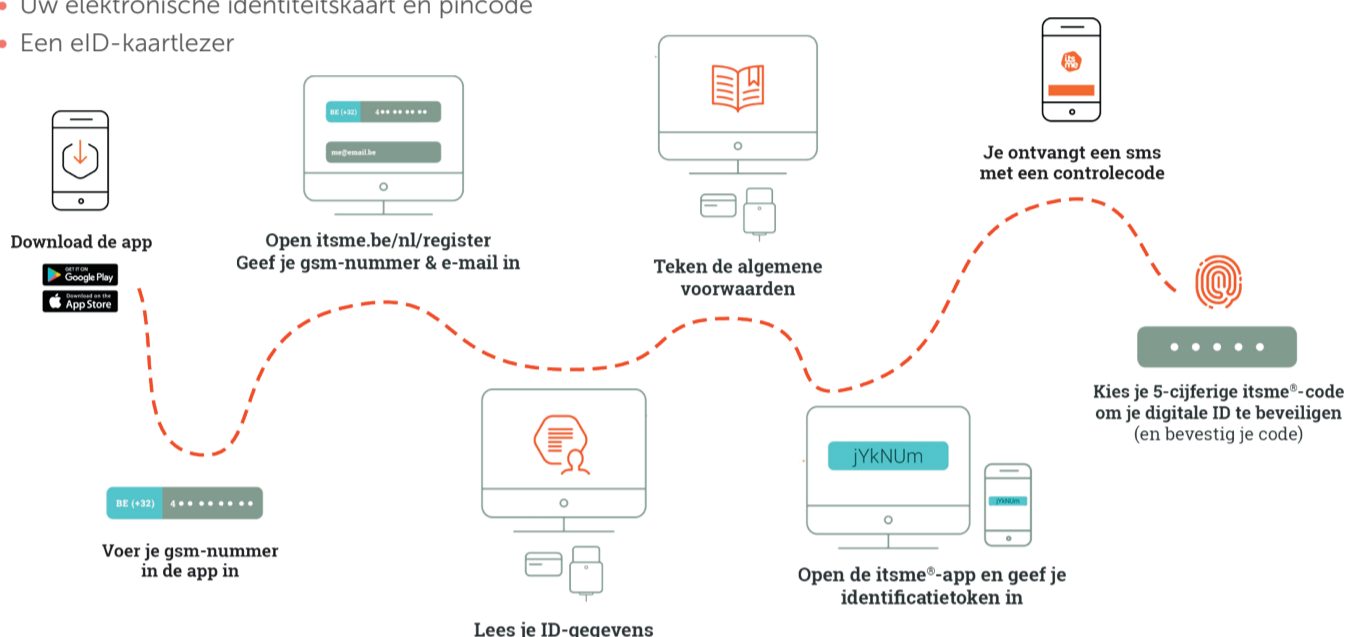 Uw elektronische identiteitskaart en pincode
Een eID-kaartlezer
Download de app
GET IT ON
Google Play
Download on the
App Store
BE (+32) 4
Voer je gsm-nummer
in de app in
BE (+32) 4
me@email.be
Open itsme.be/nl/register
Geef je gsm-nummer & e-mail in
Lees je ID-gegevens
Teken de algemene
voorwaarden
jYkNUm
jYkNUm
Open de itsme®-app en geef je
identificatietoken in
its
me
Je ontvangt een sms
met een controlecode
Kies je 5-cijferige itsme®-code
om je digitale ID te beveiligen
(en bevestig je code)